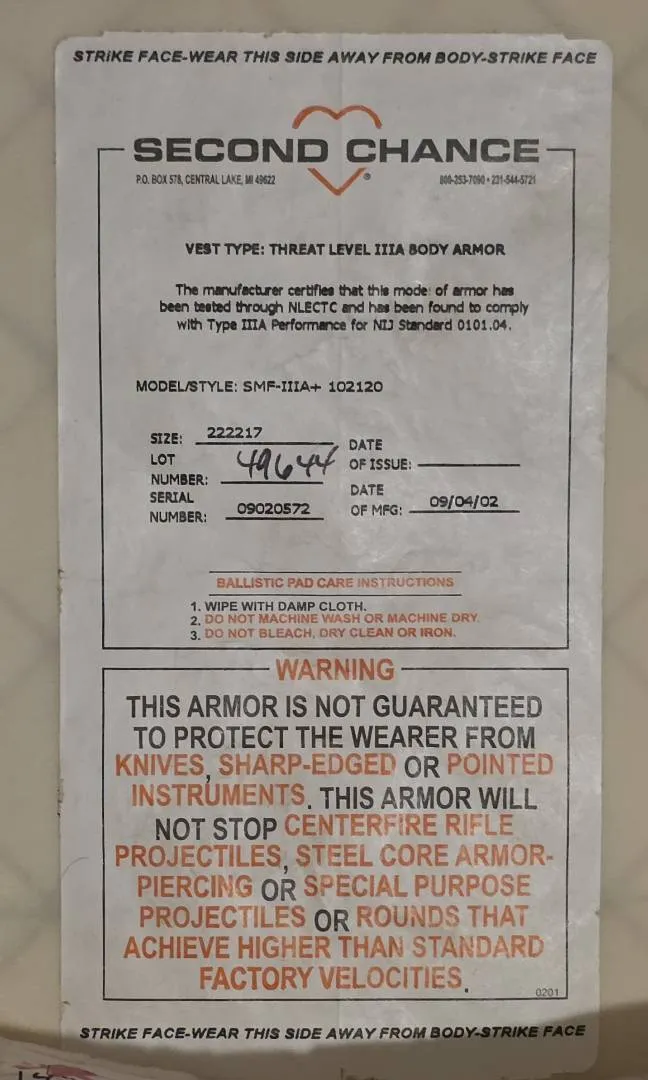 STRIKE FACE-WEAR THIS SIDE AWAY FROM BODY-STRIKE FACE
SECOND CHANCE
®
P.O. BOX 578, CENTRAL LAKE, MI 49622
800-253-7090 • 231-544-5721
VEST TYPE: THREAT LEVEL IIIA BODY ARMOR
The manufacturer certifies that this model of armor has
been tested through NLECTC and has been found to comply
with Type IIIA Performance for NIJ Standard 0101.04.
MODEL/STYLE: SMF-IIIA+ 102120
SIZE: 222217
LOT
NUMBER: 49644
SERIAL
NUMBER: 09020572
DATE
OF ISSUE:
DATE
OF MFG: 09/04/02
BALLISTIC PAD CARE INSTRUCTIONS
1. WIPE WITH DAMP CLOTH.
2. DO NOT MACHINE WASH OR MACHINE DRY.
3. DO NOT BLEACH, DRY CLEAN OR IRON.
WARNING
THIS ARMOR IS NOT GUARANTEED
TO PROTECT THE WEARER FROM
KNIVES, SHARP-EDGED OR POINTED
INSTRUMENTS. THIS ARMOR WILL
NOT STOP CENTERFIRE RIFLE
PROJECTILES, STEEL CORE ARMOR-
PIERCING OR SPECIAL PURPOSE
PROJECTILES OR ROUNDS THAT
ACHIEVE HIGHER THAN STANDARD
FACTORY VELOCITIES.
0201
STRIKE FACE-WEAR THIS SIDE AWAY FROM BODY-STRIKE FACE